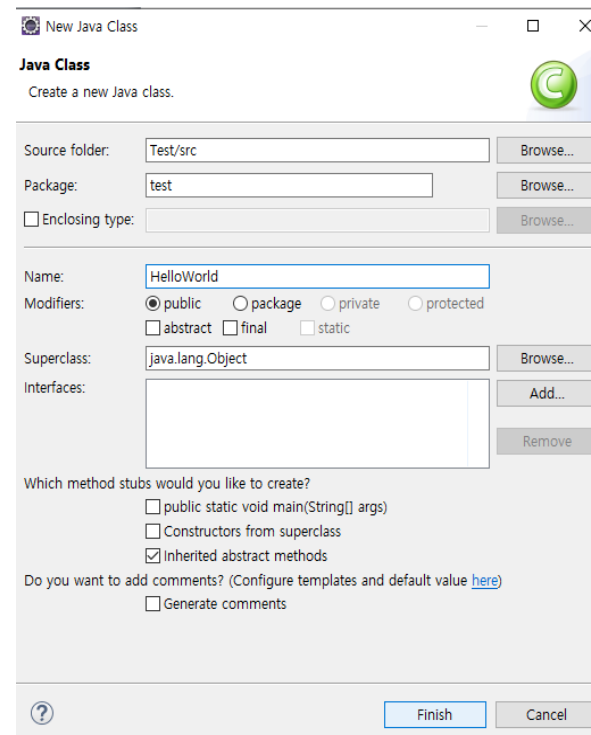 New Java Class
Java Class
Create a new Java class.
C
Source folder: Test/src Browse...
Package: test Browse...
Enclosing type: Browse...
Name: HelloWorld
Modifiers: public package private protected
abstract final static
Superclass: java.lang.Object Browse...
Interfaces: Add...
Remove
Which method stubs would you like to create?
public static void main(String[] args)
Constructors from superclass
Inherited abstract methods
Do you want to add comments? (Configure templates and default value here)
Generate comments
? Finish Cancel